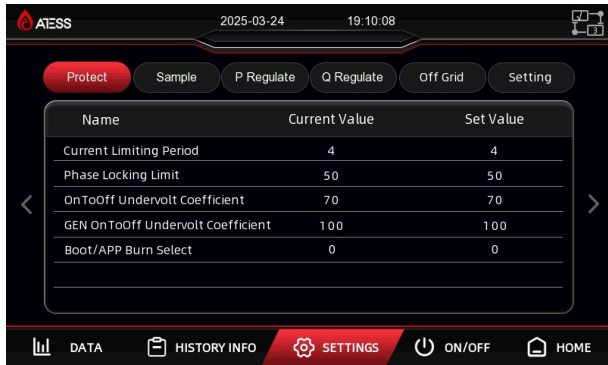 ATESS 2025-03-24 19:10:08
3
Protect Sample P Regulate Q Regulate Off Grid Setting
Name Current Value Set Value
Current Limiting Period 4 4
Phase Locking Limit 50 50
OnToOff Undervolt Coefficient 70 70
GEN OnToOff Undervolt Coefficient 100 100
Boot/APP Burn Select 0 0
DATA HISTORY INFO SETTINGS ON/OFF HOME